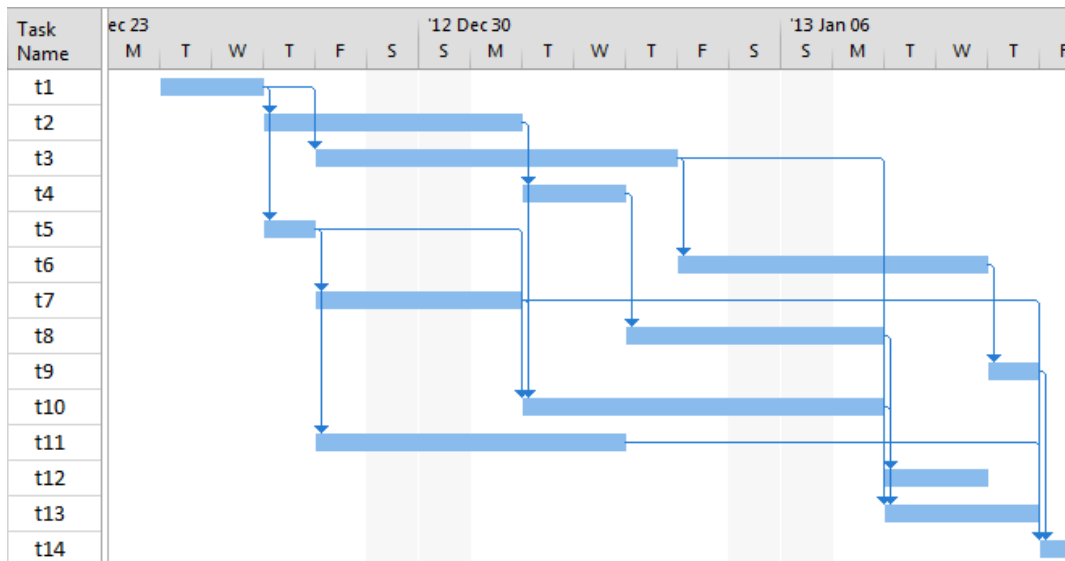 Task
Name
ec 23 '12 Dec 30 '13 Jan 06
M T W T F S S M T W T F S S M T W T F
t1
t2
t3
t4
t5
t6
t7
t8
t9
t10
t11
t12
t13
t14